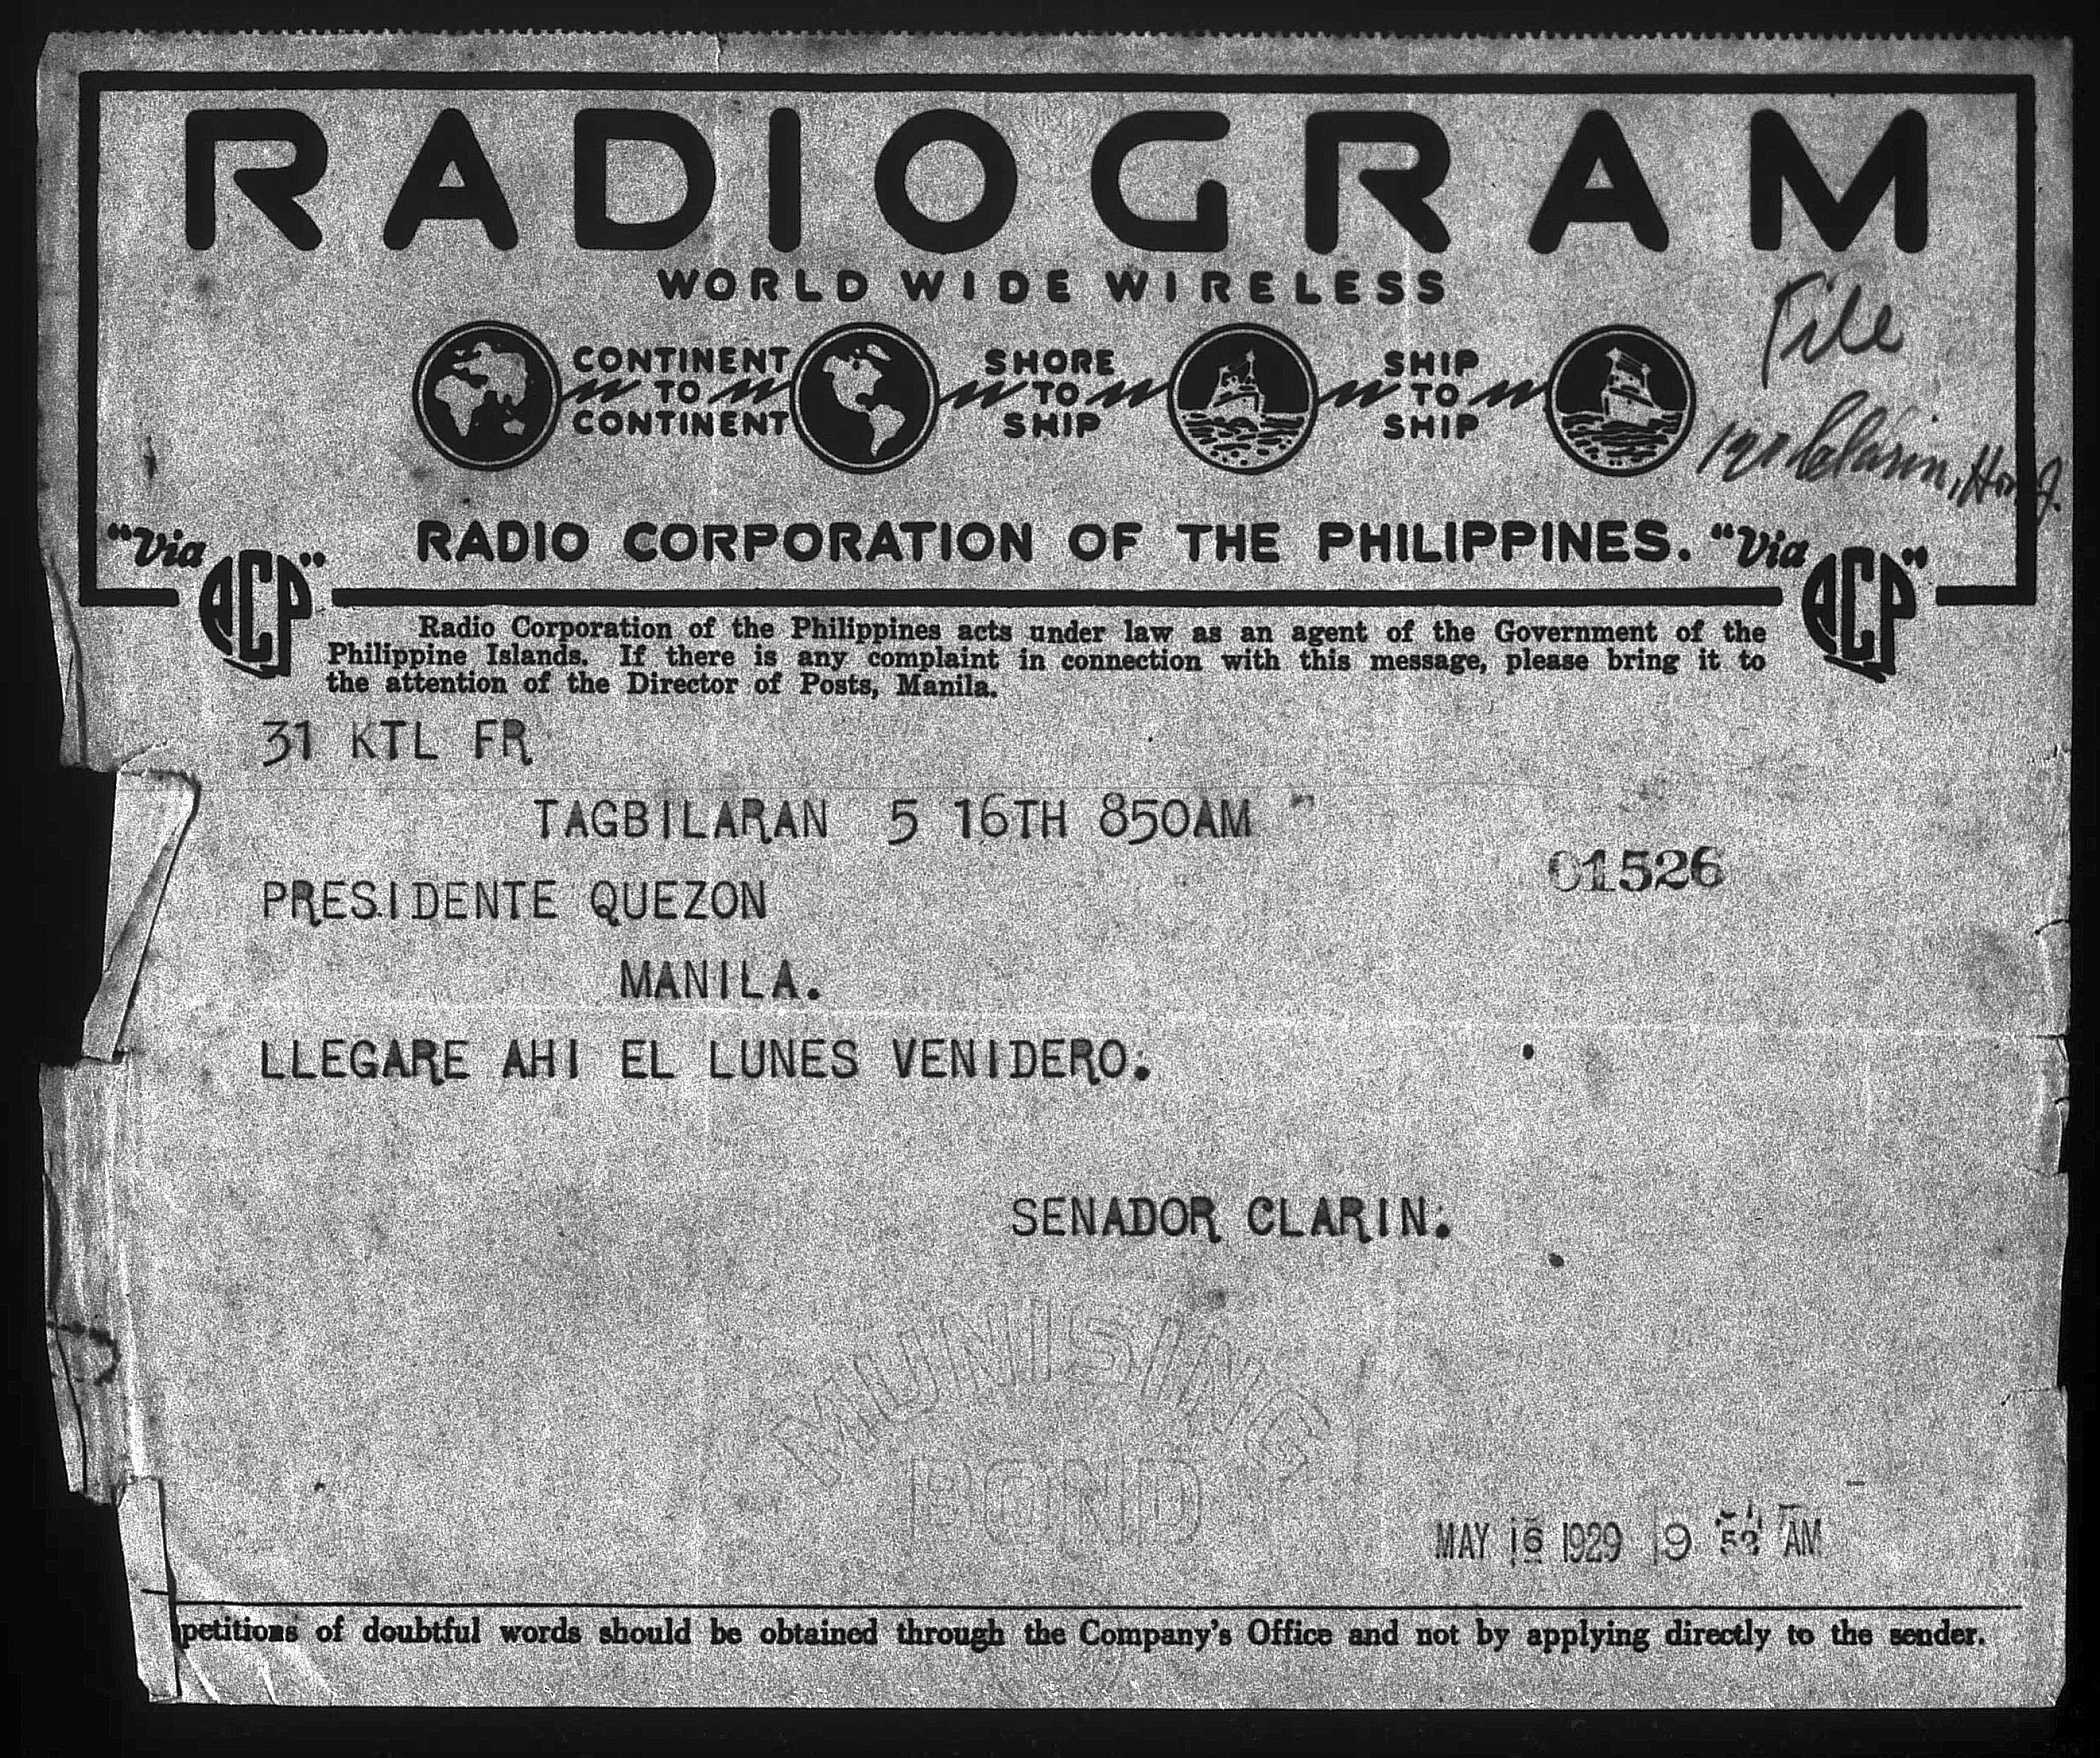 RADIOGRAM
WORLD WIDE WIRELESS
CONTINENT TO CONTINENT
SHORE TO SHIP
SHIP TO SHIP
File
Clarin, Hon J.
"Via RCP"
RADIO CORPORATION OF THE PHILIPPINES.
"Via RCP"
Radio Corporation of the Philippines acts under law as an agent of the Government of the
Philippine Islands. If there is any complaint in connection with this message, please bring it to
the attention of the Director of Posts, Manila.
31 KTL FR
TAGBILARAN 5 16TH 850AM
01526
PRESIDENTE QUEZON
MANILA.
LLEGARE AHI EL LUNES VENIDERO.
SENADOR CLARIN.
MUNISING
BOND
MAY 16 1929 9 AM
petitions of doubtful words should be obtained through the Company's Office and not by applying directly to the sender.